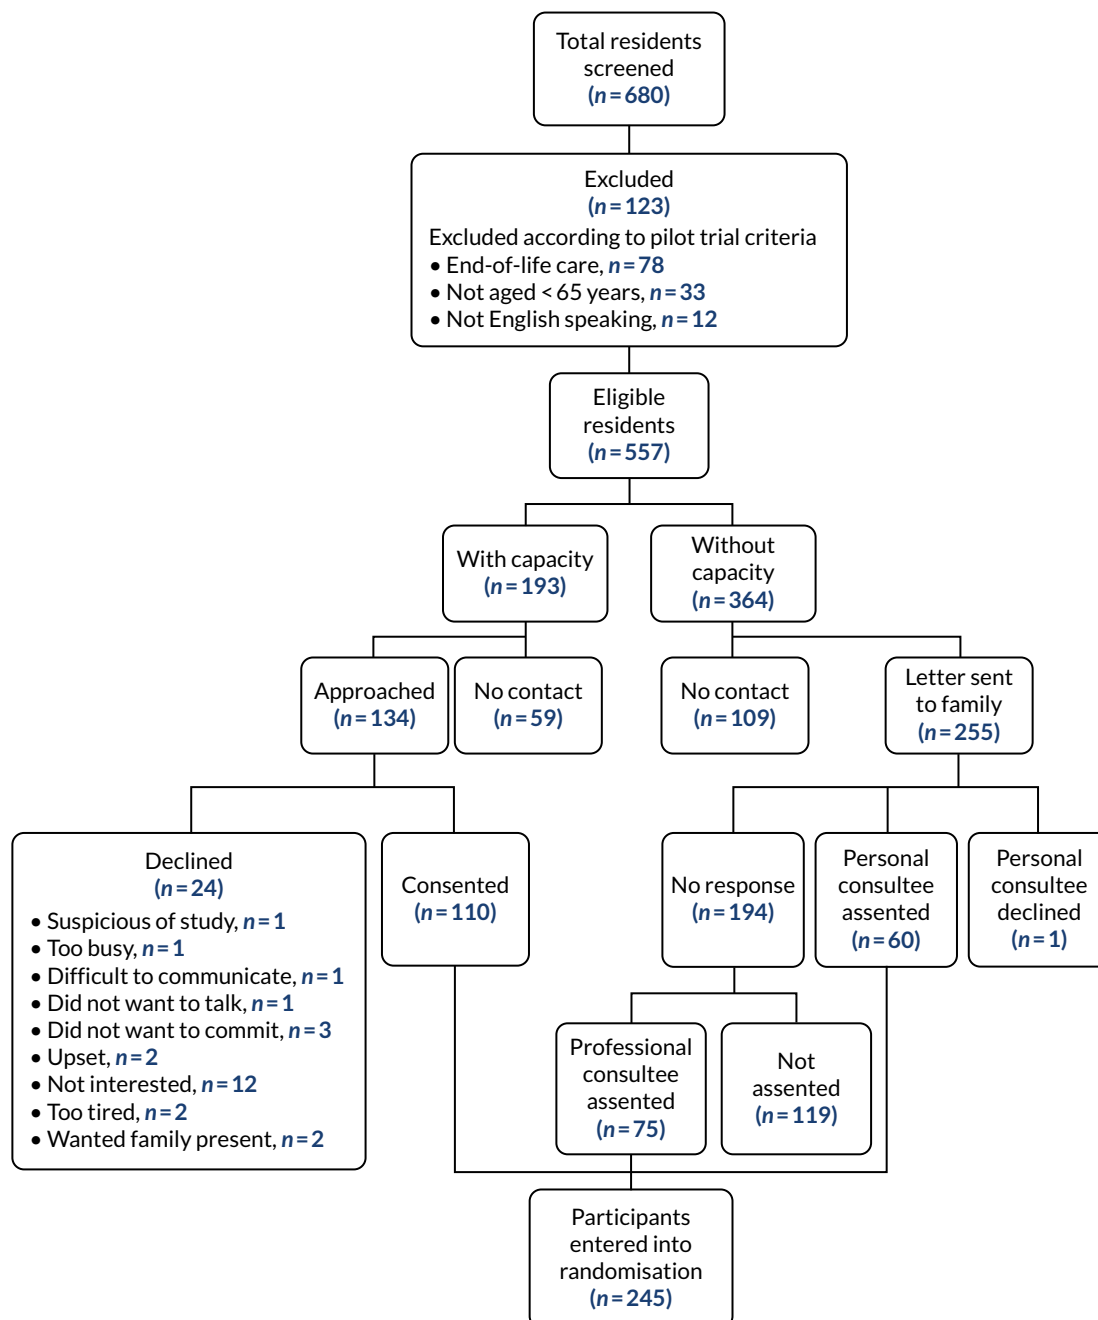 Total residents
screened
(n = 680)
Excluded
(n = 123)
Excluded according to pilot trial criteria
• End-of-life care, n = 78
• Not aged < 65 years, n = 33
• Not English speaking, n = 12
Eligible
residents
(n = 557)
With capacity
(n = 193)
Without
capacity
(n = 364)
Approached
(n = 134)
No contact
(n = 59)
No contact
(n = 109)
Letter sent
to family
(n = 255)
Declined
(n = 24)
• Suspicious of study, n = 1
• Too busy, n = 1
• Difficult to communicate, n = 1
• Did not want to talk, n = 1
• Did not want to commit, n = 3
• Upset, n = 2
• Not interested, n = 12
• Too tired, n = 2
• Wanted family present, n = 2
Consented
(n = 110)
No response
(n = 194)
Personal
consultee
assented
(n = 60)
Personal
consultee
declined
(n = 1)
Professional
consultee
assented
(n = 75)
Not
assented
(n = 119)
Participants
entered into
randomisation
(n = 245)